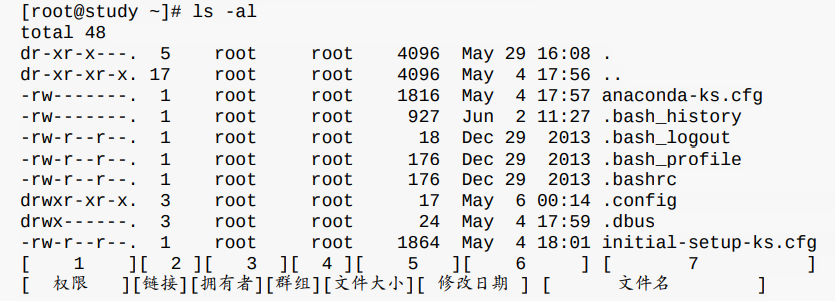 [root@study ~]# ls -al
total 48
dr-xr-x---.  5    root     root    4096  May 29 16:08 .
dr-xr-xr-x. 17    root     root    4096  May  4 17:56 ..
-rw-------.  1    root     root    1816  May  4 17:57 anaconda-ks.cfg
-rw-------.  1    root     root     927  Jun  2 11:27 .bash_history
-rw-r--r--.  1    root     root      18  Dec 29  2013 .bash_logout
-rw-r--r--.  1    root     root     176  Dec 29  2013 .bash_profile
-rw-r--r--.  1    root     root     176  Dec 29  2013 .bashrc
drwxr-xr-x.  3    root     root      17  May  6 00:14 .config
drwx------.  3    root     root      24  May  4 17:59 .dbus
-rw-r--r--.  1    root     root    1864  May  4 18:01 initial-setup-ks.cfg
[    1    ][  2 ][   3  ][  4 ][    5   ][     6     ] [       7          ]
[   权限   ][链接][拥有者][群组][文件大小][ 修改日期 ] [       文件名        ]